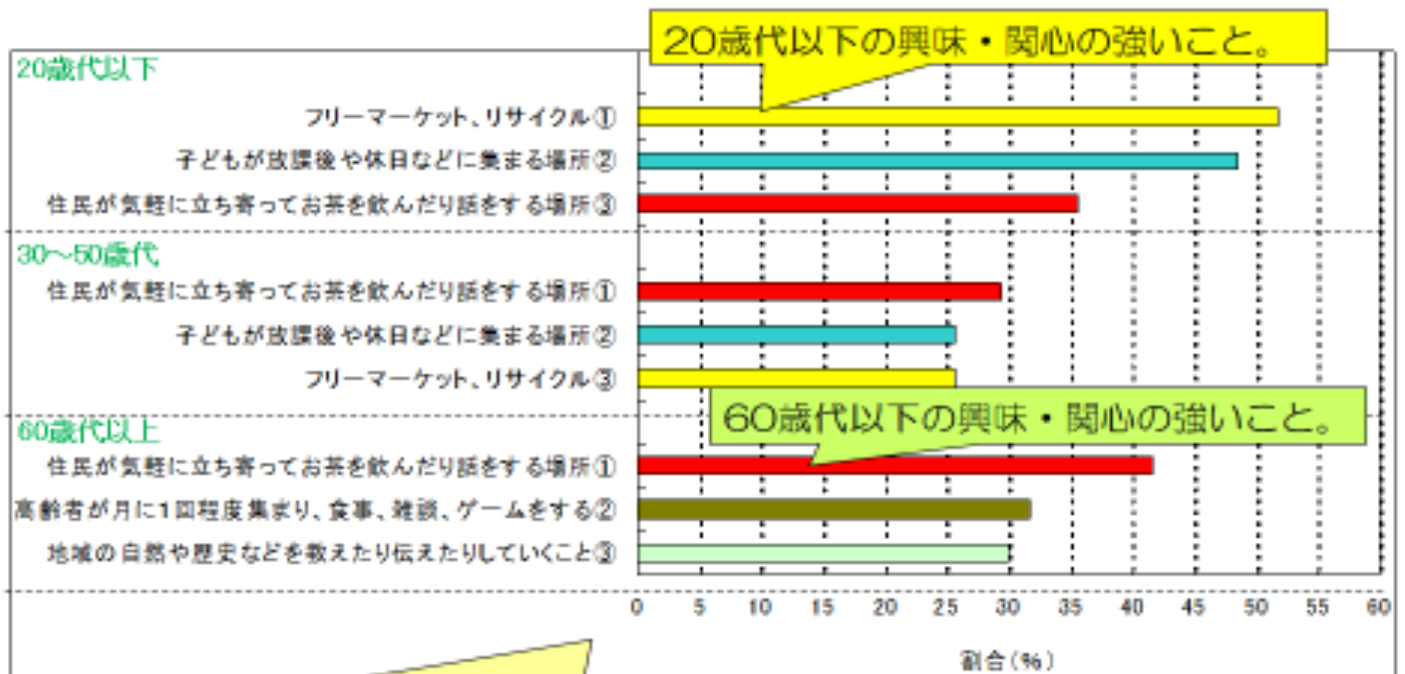 20歳代以下の興味・関心の強いこと。
20歳代以下
フリーマーケット、リサイクル①
子どもが放課後や休日などに集まる場所②
住民が気軽に立ち寄ってお茶を飲んだり話をする場所③
30～50歳代
住民が気軽に立ち寄ってお茶を飲んだり話をする場所①
子どもが放課後や休日などに集まる場所②
フリーマーケット、リサイクル③
60歳代以下の興味・関心の強いこと。
60歳代以上
住民が気軽に立ち寄ってお茶を飲んだり話をする場所①
高齢者が月に1回程度集まり、食事、雑談、ゲームをする②
地域の自然や歴史などを教えたり伝えたりしていくこと③
0 5 10 15 20 25 30 35 40 45 50 55 60
割合(%)